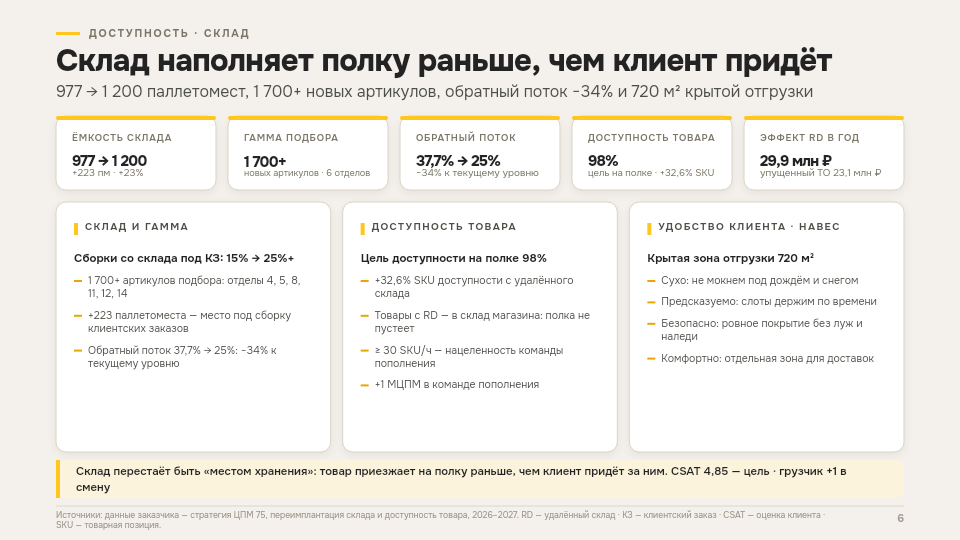 ДОСТУПНОСТЬ · СКЛАД
Склад наполняет полку раньше, чем клиент придёт
977 → 1 200 паллетомест, 1 700+ новых артикулов, обратный поток −34% и 720 м² крытой отгрузки
ЁМКОСТЬ СКЛАДА
977 → 1 200
+223 пм · +23%
ГАММА ПОДБОРА
1 700+
новых артикулов · 6 отделов
ОБРАТНЫЙ ПОТОК
37,7% → 25%
−34% к текущему уровню
ДОСТУПНОСТЬ ТОВАРА
98%
цель на полке · +32,6% SKU
ЭФФЕКТ RD В ГОД
29,9 млн ₽
упущенный ТО 23,1 млн ₽
СКЛАД И ГАММА
Сборки со склада под КЗ: 15% → 25%+
1 700+ артикулов подбора: отделы 4, 5, 8,
11, 12, 14
+223 паллетоместа — место под сборку
клиентских заказов
Обратный поток 37,7% → 25%: −34% к
текущему уровню
ДОСТУПНОСТЬ ТОВАРА
Цель доступности на полке 98%
+32,6% SKU доступности с удалённого
склада
Товары с RD — в склад магазина: полка не
пустеет
≥ 30 SKU/ч — нацеленность команды
пополнения
+1 МЦПМ в команде пополнения
УДОБСТВО КЛИЕНТА · НАВЕС
Крытая зона отгрузки 720 м²
Сухо: не мокнем под дождём и снегом
Предсказуемо: слоты держим по времени
Безопасно: ровное покрытие без луж и
наледи
Комфортно: отдельная зона для доставок
Склад перестаёт быть «местом хранения»: товар приезжает на полку раньше, чем клиент придёт за ним. CSAT 4,85 — цель · грузчик +1 в
смену
Источники: данные заказчика — стратегия ЦПМ 75, переимплантация склада и доступность товара, 2026–2027. RD — удалённый склад · КЗ — клиентский заказ · CSAT — оценка клиента ·
SKU — товарная позиция.
6